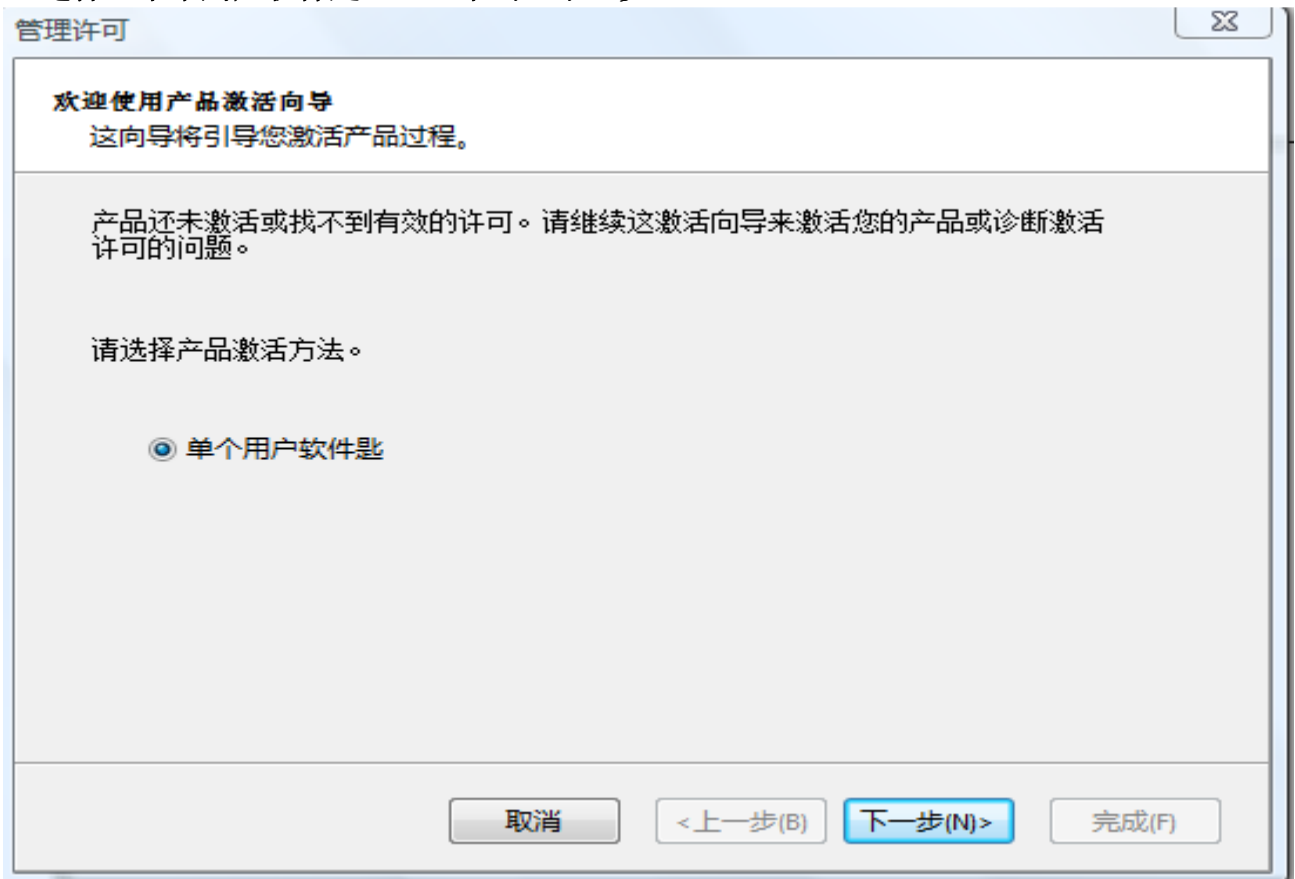 管理许可
欢迎使用产品激活向导
这向导将引导您激活产品过程。
产品还未激活或找不到有效的许可。请继续这激活向导来激活您的产品或诊断激活
许可的问题。
请选择产品激活方法。
单个用户软件匙
取消
<上一步(B)
下一步(N)>
完成(F)